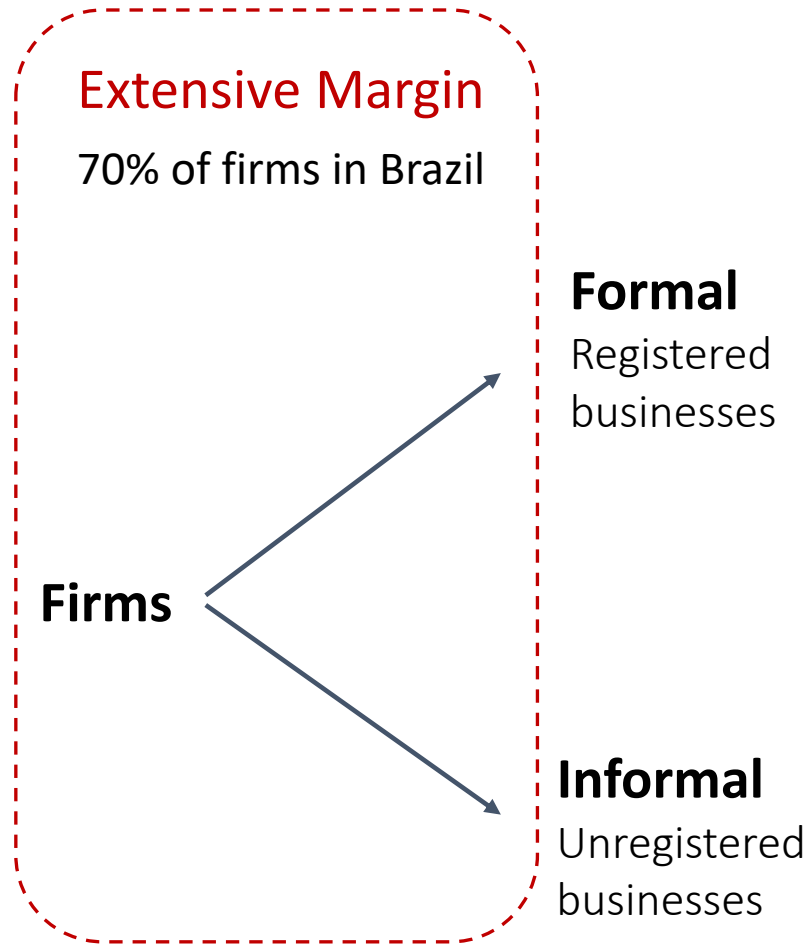 Extensive Margin
70% of firms in Brazil
Formal
Registered
businesses
Firms
Informal
Unregistered
businesses